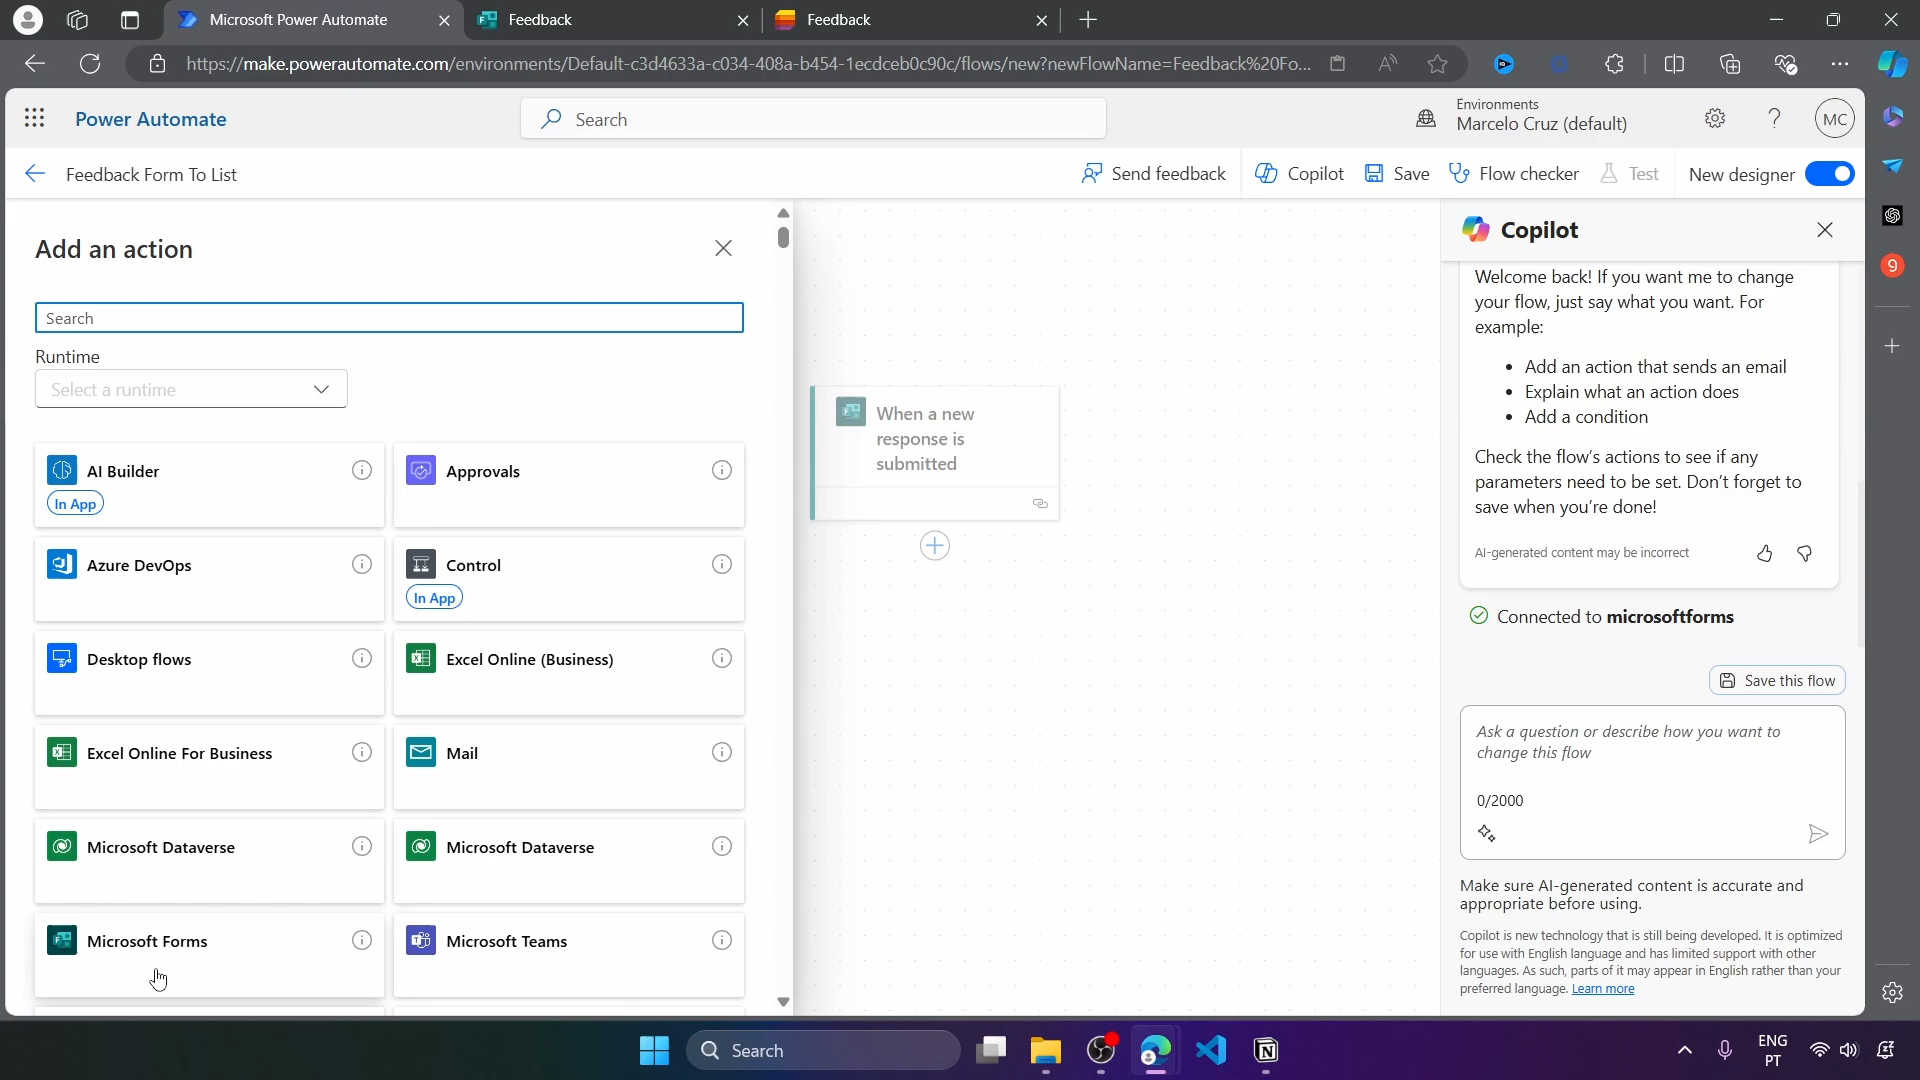 Microsoft Power Automate
Feedback
Feedback
https://make.powerautomate.com/environments/Default-c3d4633a-c034-408a-b454-1ecdceb0c90c/flows/new?newFlowName=Feedback%20Fo...
Power Automate
Search
Environments
Marcelo Cruz (default)
MC
Feedback Form To List
Send feedback
Copilot
Save
Flow checker
Test
New designer
Add an action
Search
Runtime
Select a runtime
AI Builder
In App
Approvals
Azure DevOps
Control
In App
Desktop flows
Excel Online (Business)
Excel Online For Business
Mail
Microsoft Dataverse
Microsoft Dataverse
Microsoft Forms
Microsoft Teams
When a new
response is
submitted
Copilot
Welcome back! If you want me to change
your flow, just say what you want. For
example:
• Add an action that sends an email
• Explain what an action does
• Add a condition
Check the flow's actions to see if any
parameters need to be set. Don't forget to
save when you're done!
AI-generated content may be incorrect
Connected to microsoftforms
Save this flow
Ask a question or describe how you want to
change this flow
0/2000
Make sure AI-generated content is accurate and
appropriate before using.
Copilot is new technology that is still being developed. It is optimized
for use with English language and has limited support with other
languages. As such, parts of it may appear in English rather than your
preferred language. Learn more
9
Search
ENG
PT